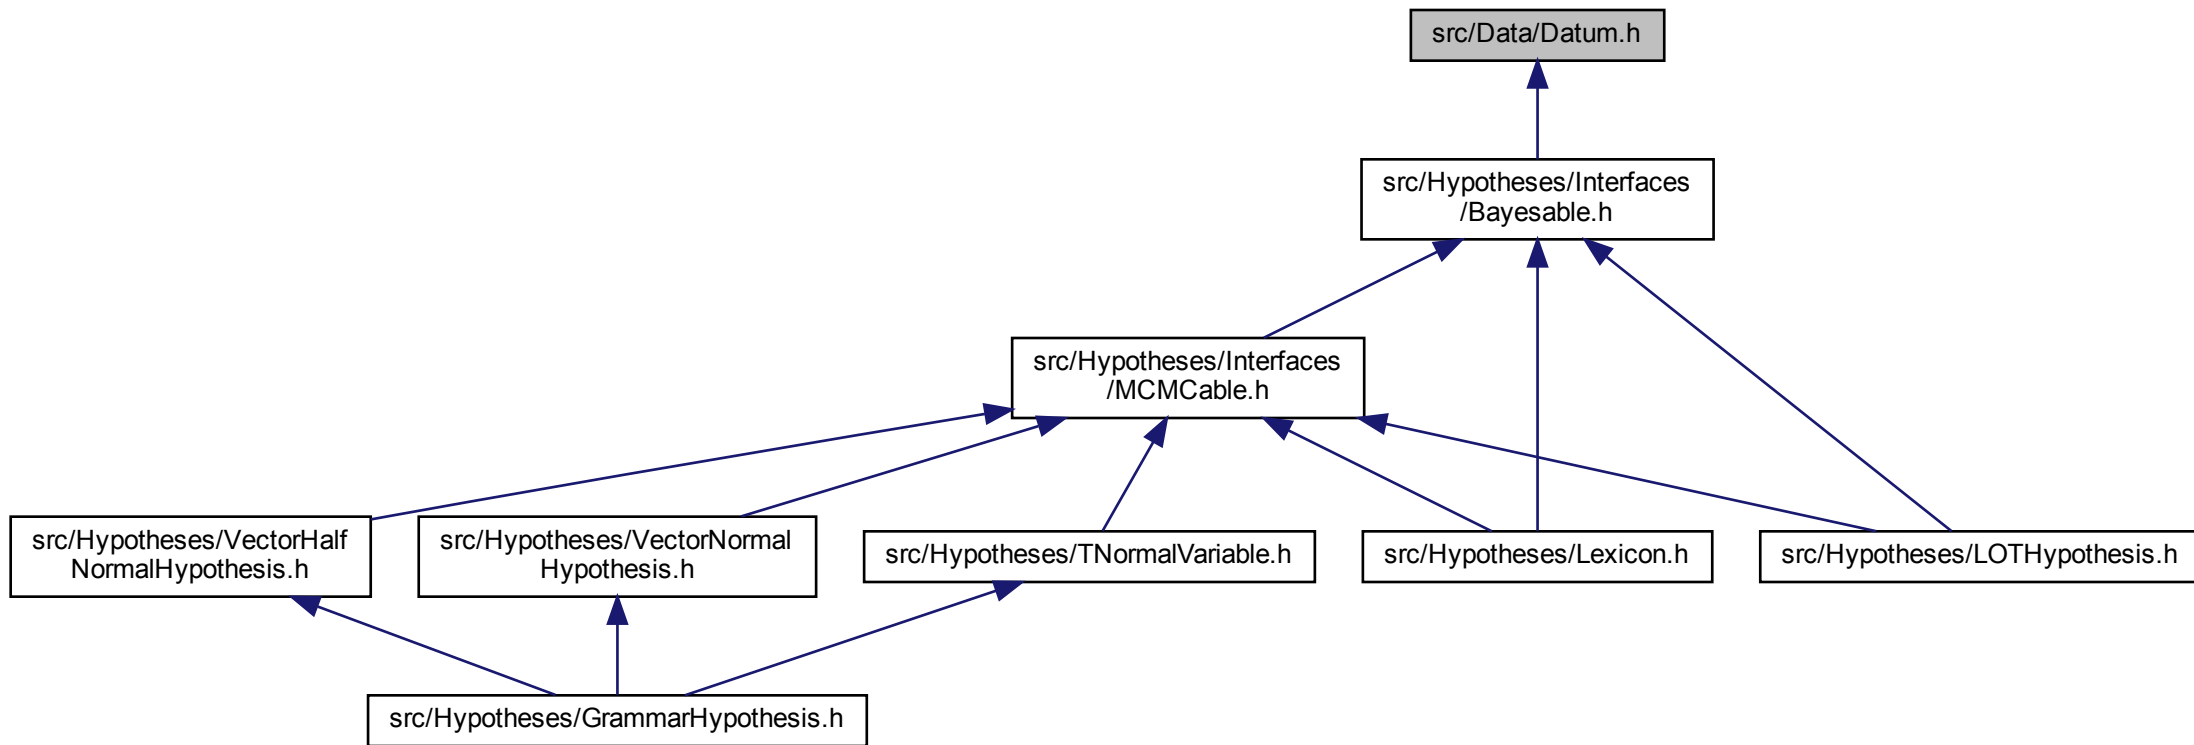 src/Data/Datum.h
src/Hypotheses/Interfaces
/Bayesable.h
src/Hypotheses/Interfaces
/MCMCable.h
src/Hypotheses/VectorHalf
NormalHypothesis.h
src/Hypotheses/VectorNormal
Hypothesis.h
src/Hypotheses/TNormalVariable.h
src/Hypotheses/Lexicon.h
src/Hypotheses/LOTHypothesis.h
src/Hypotheses/GrammarHypothesis.h